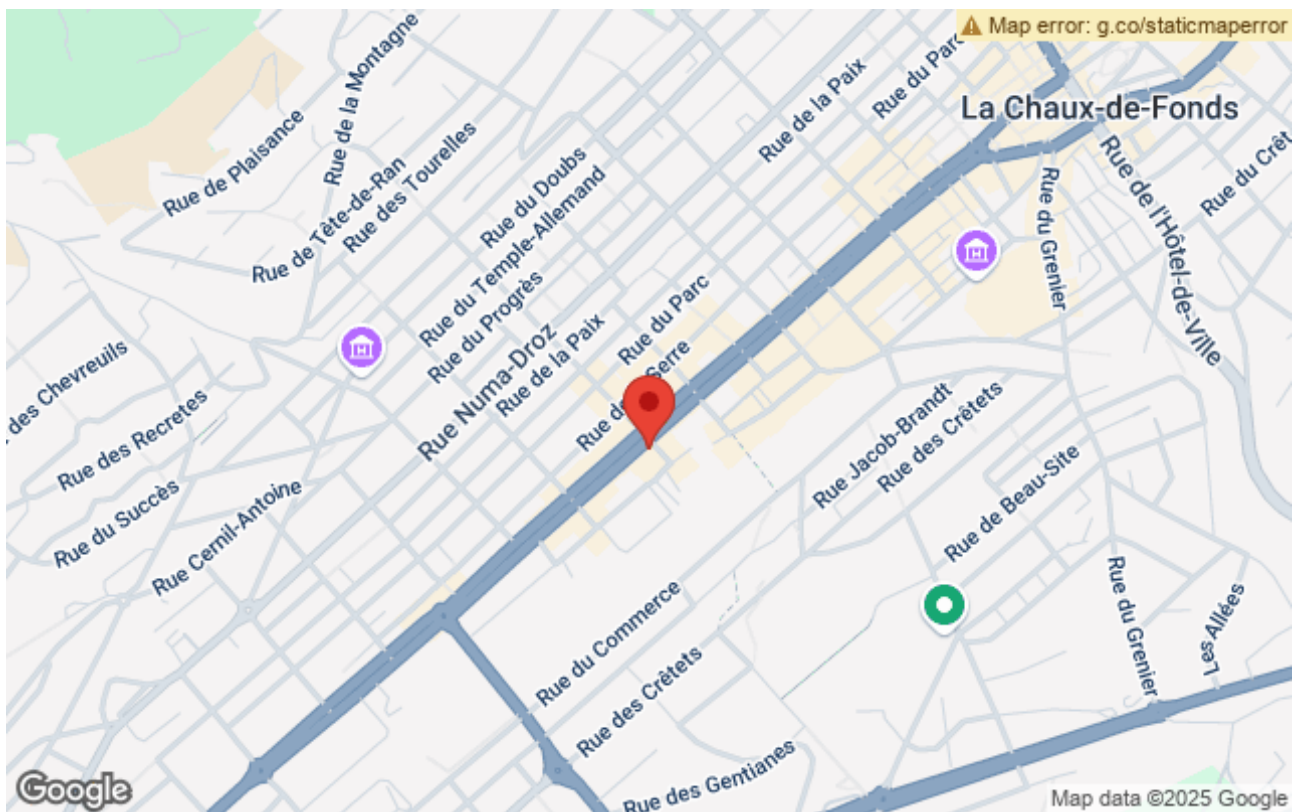 Map error: g.co/staticmaperror
Rue de la Montagne
Rue du Parc
Rue de la Paix
La Chaux-de-Fonds
Rue de Plaisance
Rue de Tête-de-Ran
Rue des Tourelles
Rue du Doubs
Rue du Temple-Allemand
Rue du Grenier
Rue de l'Hôtel-de-Ville
Rue du Crêt
Rue du Progrès
Rue du Parc
Rue de la Paix
Rue Numa-Droz
Rue de Serre
des Chevreuils
Rue des Recretes
Rue du Succès
Rue Cernil-Antoine
Rue Jacob-Brandt
Rue des Crêtets
Rue de Beau-Site
Rue du Commerce
Rue des Crêtets
Rue du Grenier
Les Allées
Rue des Gentianes
Google
Map data ©2025 Google